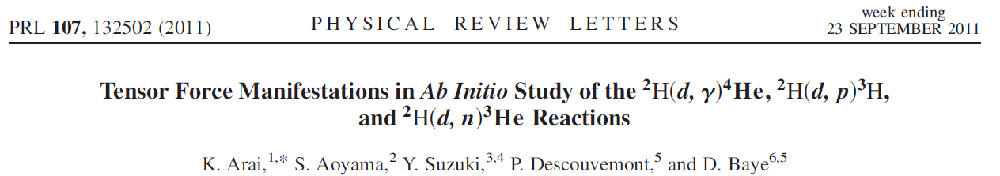 PRL 107, 132502 (2011)
PHYSICAL REVIEW LETTERS
week ending
23 SEPTEMBER 2011
Tensor Force Manifestations in Ab Initio Study of the ²H(d, γ)⁴He, ²H(d, p)³H,
and ²H(d, n)³He Reactions
K. Arai,¹,* S. Aoyama,² Y. Suzuki,³,⁴ P. Descouvemont,⁵ and D. Baye⁶,⁵